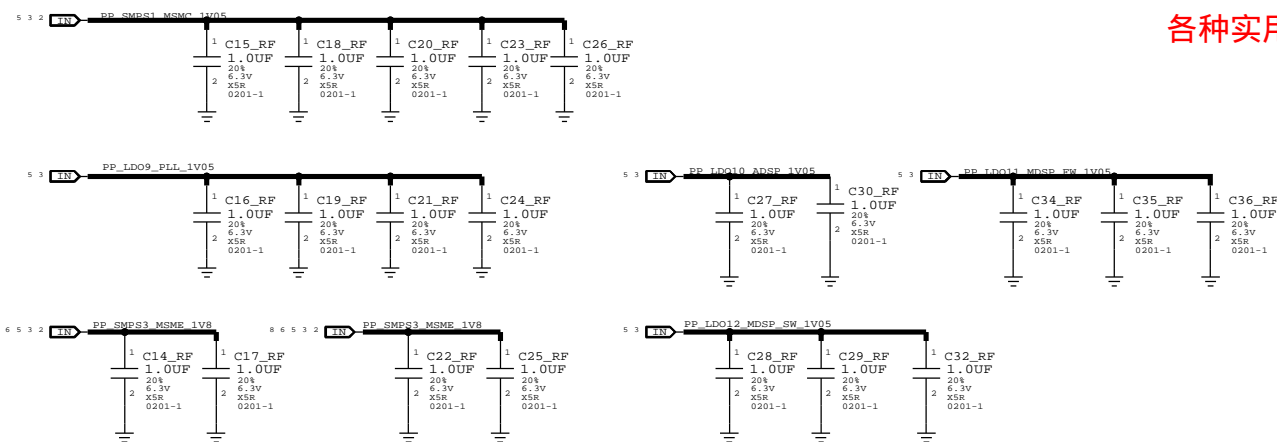 5 3 2 IN PP_SMPS1_MSMC_1V05
各种实用
1 C15_RF 1 C18_RF 1 C20_RF 1 C23_RF 1 C26_RF
1.0UF 1.0UF 1.0UF 1.0UF 1.0UF
20% 20% 20% 20% 20%
2 6.3V 2 6.3V 2 6.3V 2 6.3V 2 6.3V
X5R X5R X5R X5R X5R
0201-1 0201-1 0201-1 0201-1 0201-1
5 3 IN PP_LDO9_PLL_1V05
1 C16_RF 1 C19_RF 1 C21_RF 1 C24_RF
1.0UF 1.0UF 1.0UF 1.0UF
20% 20% 20% 20%
2 6.3V 2 6.3V 2 6.3V 2 6.3V
X5R X5R X5R X5R
0201-1 0201-1 0201-1 0201-1
5 3 IN PP_LDO10_ADSP_1V05
1 C27_RF 1 C30_RF
1.0UF 1.0UF
20% 20%
2 6.3V 2 6.3V
X5R X5R
0201-1 0201-1
5 3 IN PP_LDO11_MDSP_FW_1V05
1 C34_RF 1 C35_RF 1 C36_RF
1.0UF 1.0UF 1.0UF
20% 20% 20%
2 6.3V 2 6.3V 2 6.3V
X5R X5R X5R
0201-1 0201-1 0201-1
6 5 3 2 IN PP_SMPS3_MSME_1V8
1 C14_RF 1 C17_RF
1.0UF 1.0UF
20% 20%
2 6.3V 2 6.3V
X5R X5R
0201-1 0201-1
8 6 5 3 2 IN PP_SMPS3_MSME_1V8
1 C22_RF 1 C25_RF
1.0UF 1.0UF
20% 20%
2 6.3V 2 6.3V
X5R X5R
0201-1 0201-1
5 3 IN PP_LDO12_MDSP_SW_1V05
1 C28_RF 1 C29_RF 1 C32_RF
1.0UF 1.0UF 1.0UF
20% 20% 20%
2 6.3V 2 6.3V 2 6.3V
X5R X5R X5R
0201-1 0201-1 0201-1